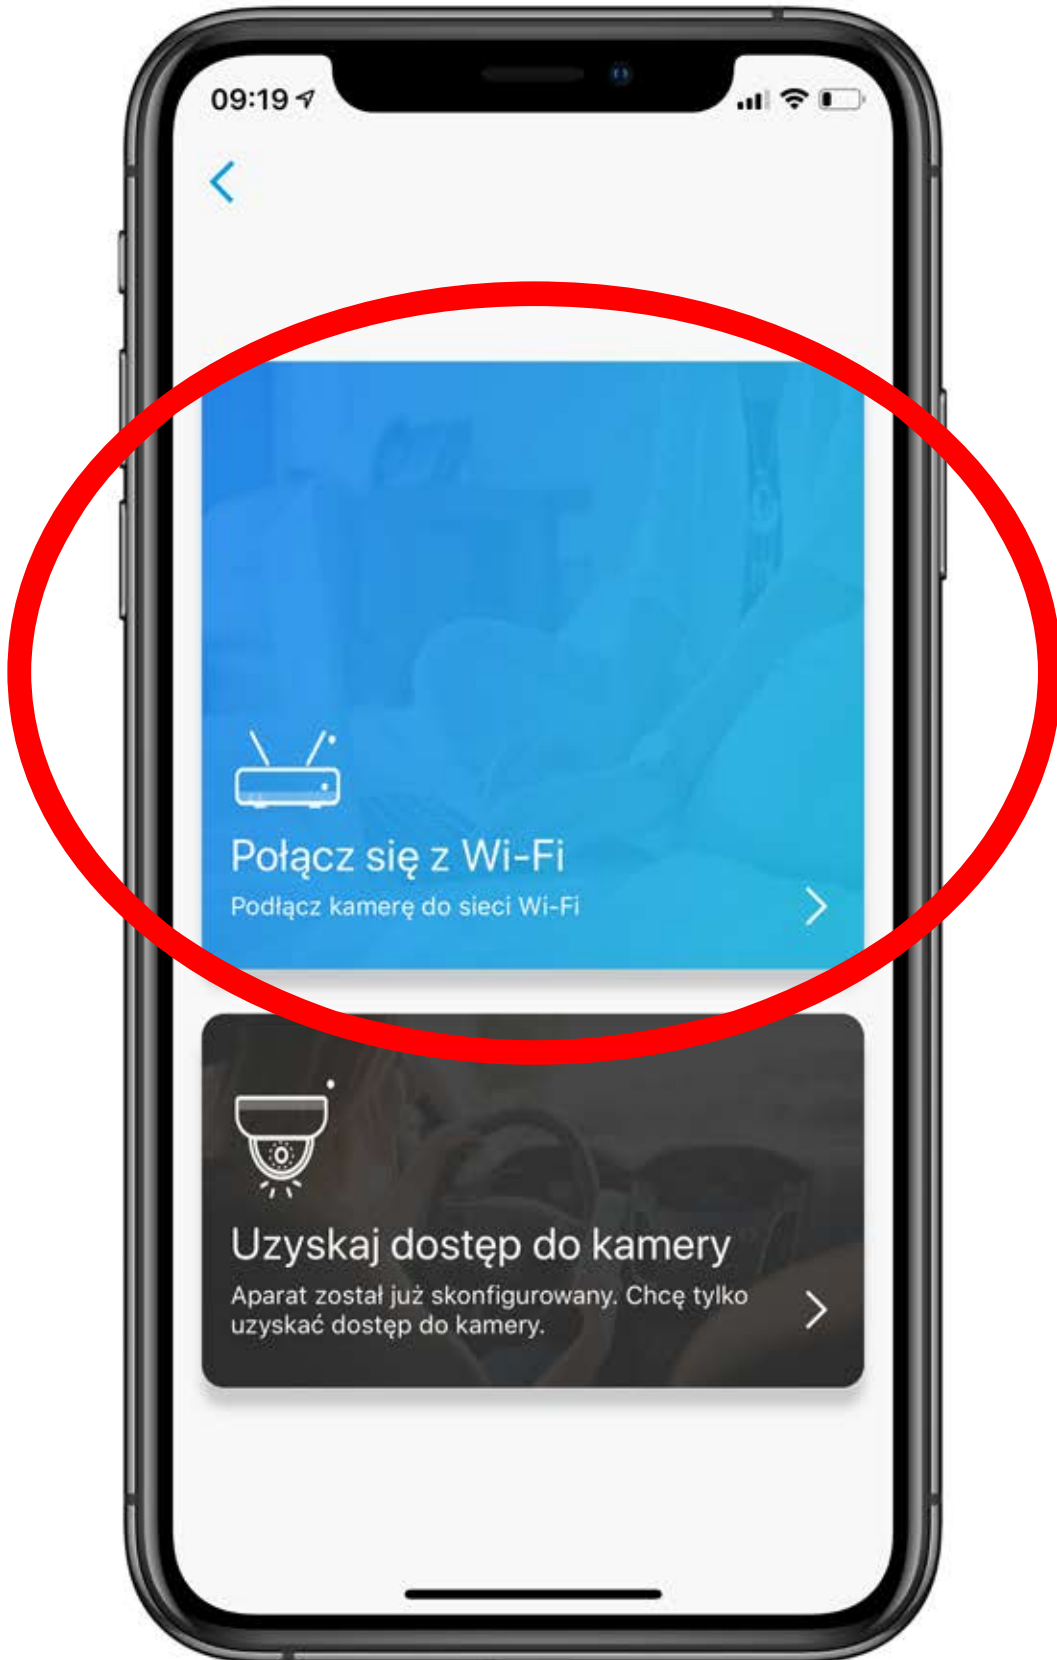 09:19
Połącz się z Wi-Fi
Podłącz kamerę do sieci Wi-Fi
Uzyskaj dostęp do kamery
Aparat został już skonfigurowany. Chcę tylko
uzyskać dostęp do kamery.